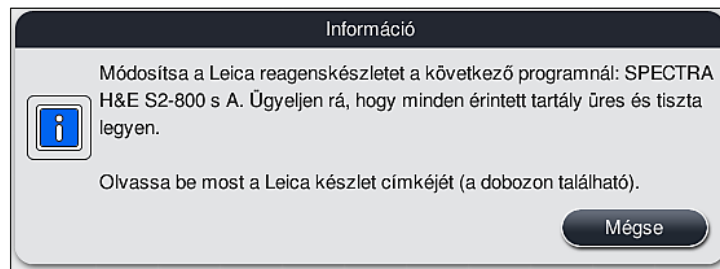 Információ
Módosítsa a Leica reagenskészletet a következő programnál: SPECTRA
H&E S2-800 s A. Ügyeljen rá, hogy minden érintett tartály üres és tiszta
legyen.
Olvassa be most a Leica készlet címkéjét (a dobozon található).
Mégse